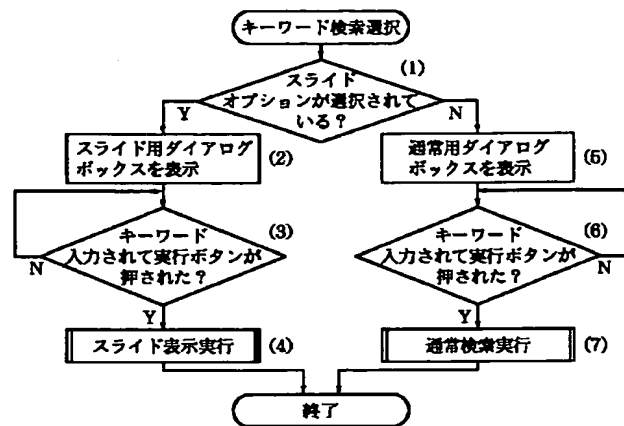 キーワード検索選択
(1)
スライド
オプションが選択されて
いる？
Y
N
スライド用ダイアログ
ボックスを表示
(2)
通常用ダイアログ
ボックスを表示
(5)
キーワード
入力されて実行ボタンが
押された？
(3)
N
Y
キーワード
入力されて実行ボタンが
押された？
(6)
N
Y
スライド表示実行
(4)
通常検索実行
(7)
終了